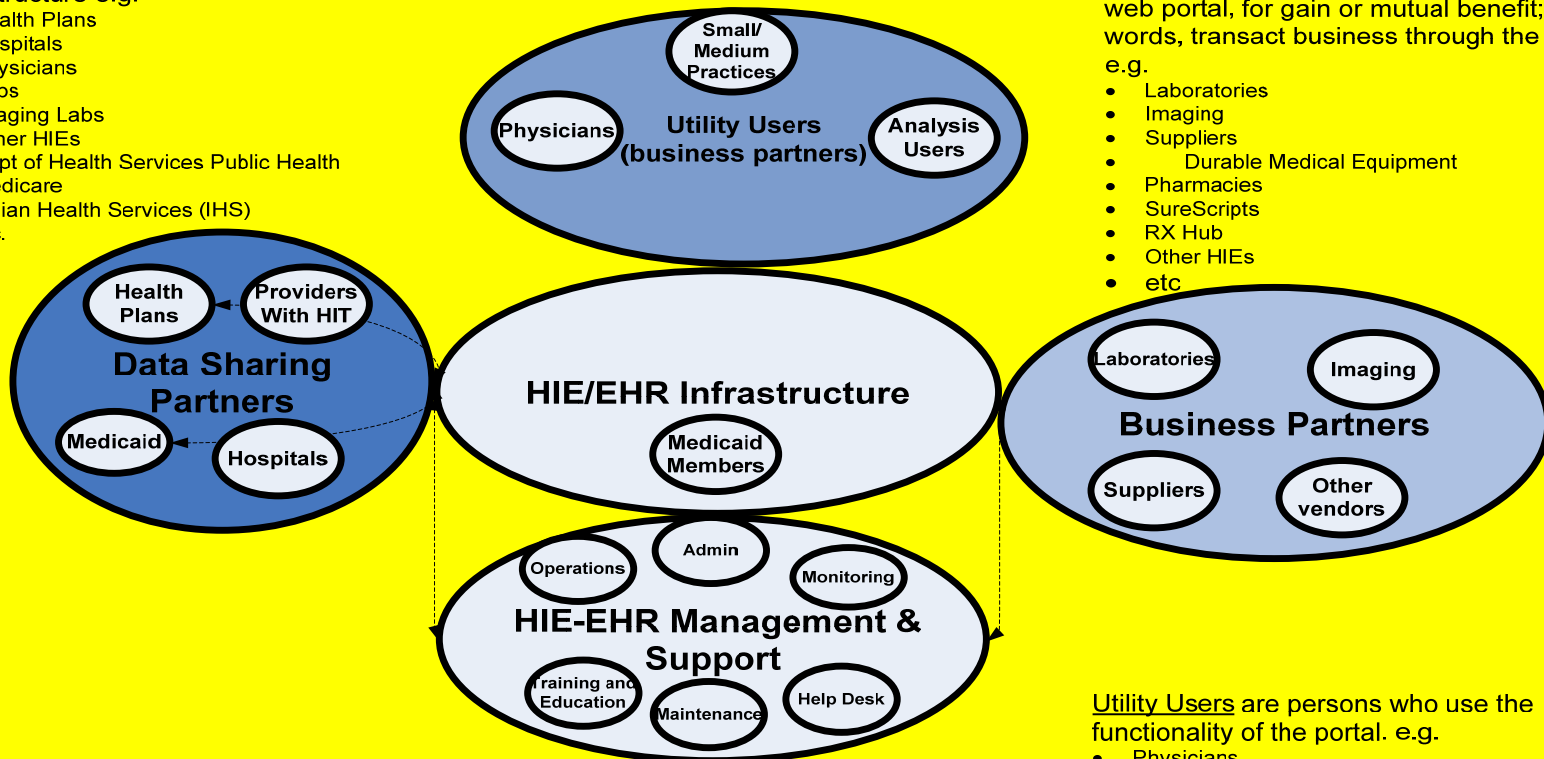 alth Plans
spitals
ysicians
aging Labs
her HIEs
pt of Health Services Public Health
edicare
ian Health Services (IHS)
web portal, for gain or mutual benefit;
words, transact business through the
e.g.
• Laboratories
• Imaging
• Suppliers
• Durable Medical Equipment
• Pharmacies
• SureScripts
• RX Hub
• Other HIEs
• etc
Small/
Medium
Practices
Physicians
Utility Users
(business partners)
Analysis
Users
Health
Plans
Providers
With HIT
Data Sharing
Partners
Medicaid
Hospitals
HIE/EHR Infrastructure
Medicaid
Members
Laboratories
Imaging
Business Partners
Suppliers
Other
vendors
Operations
Admin
Monitoring
HIE-EHR Management &
Support
Training and
Education
Maintenance
Help Desk
Utility Users are persons who use the
functionality of the portal. e.g.
• Physicians